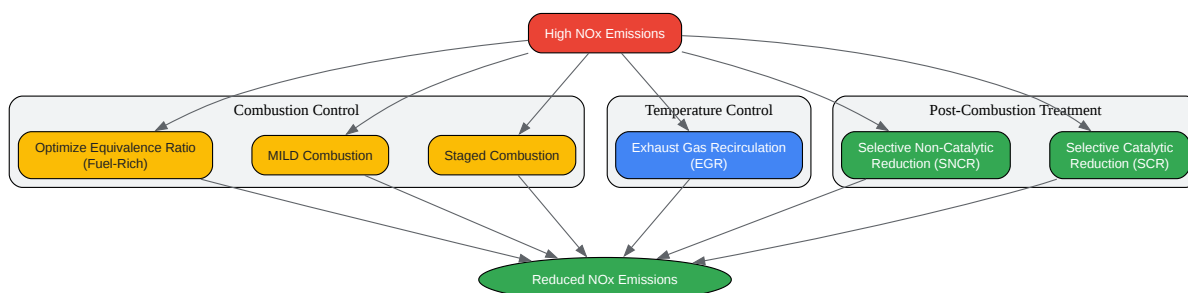 High NOx Emissions
Combustion Control
Temperature Control
Post-Combustion Treatment
Optimize Equivalence Ratio
(Fuel-Rich)
MILD Combustion
Staged Combustion
Exhaust Gas Recirculation
(EGR)
Selective Non-Catalytic
Reduction (SNCR)
Selective Catalytic
Reduction (SCR)
Reduced NOx Emissions